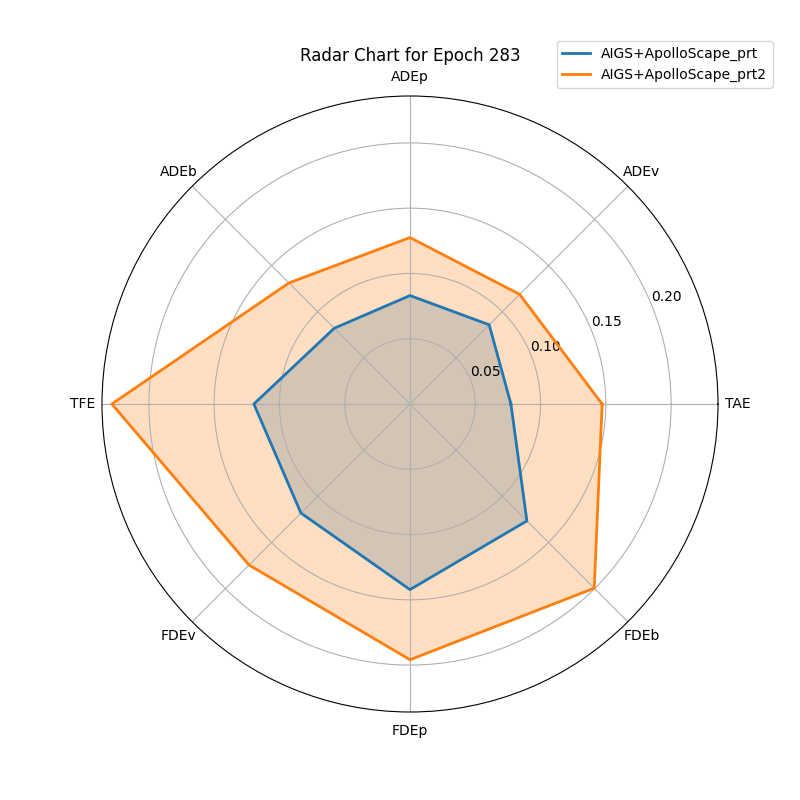 Radar Chart for Epoch 283
AIGS+ApolloScape_prt
AIGS+ApolloScape_prt2
ADEp
ADEb
ADEv
0.20
0.15
0.10
0.05
TFE
TAE
FDEv
FDEb
FDEp